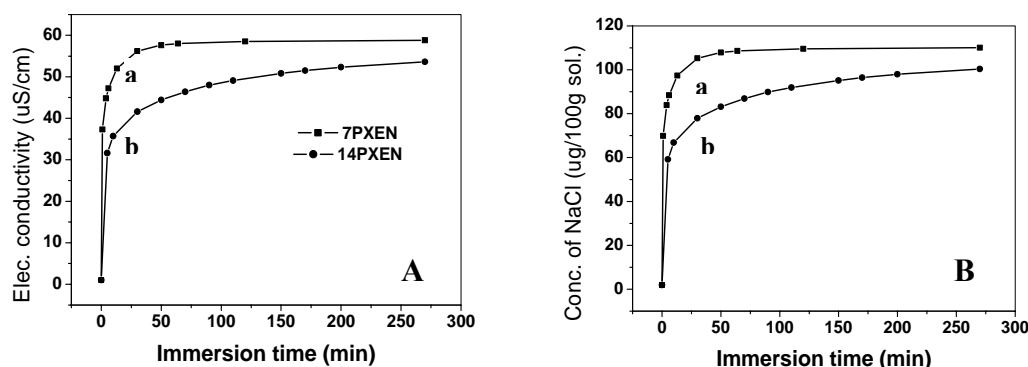 Elec. conductivity (uS/cm)
60
50
40
30
20
10
0
a
b
7PXEN
14PXEN
A
0 50 100 150 200 250 300
Immersion time (min)
Conc. of NaCl (ug/100g sol.)
120
100
80
60
40
20
0
a
b
B
0 50 100 150 200 250 300
Immersion time (min)